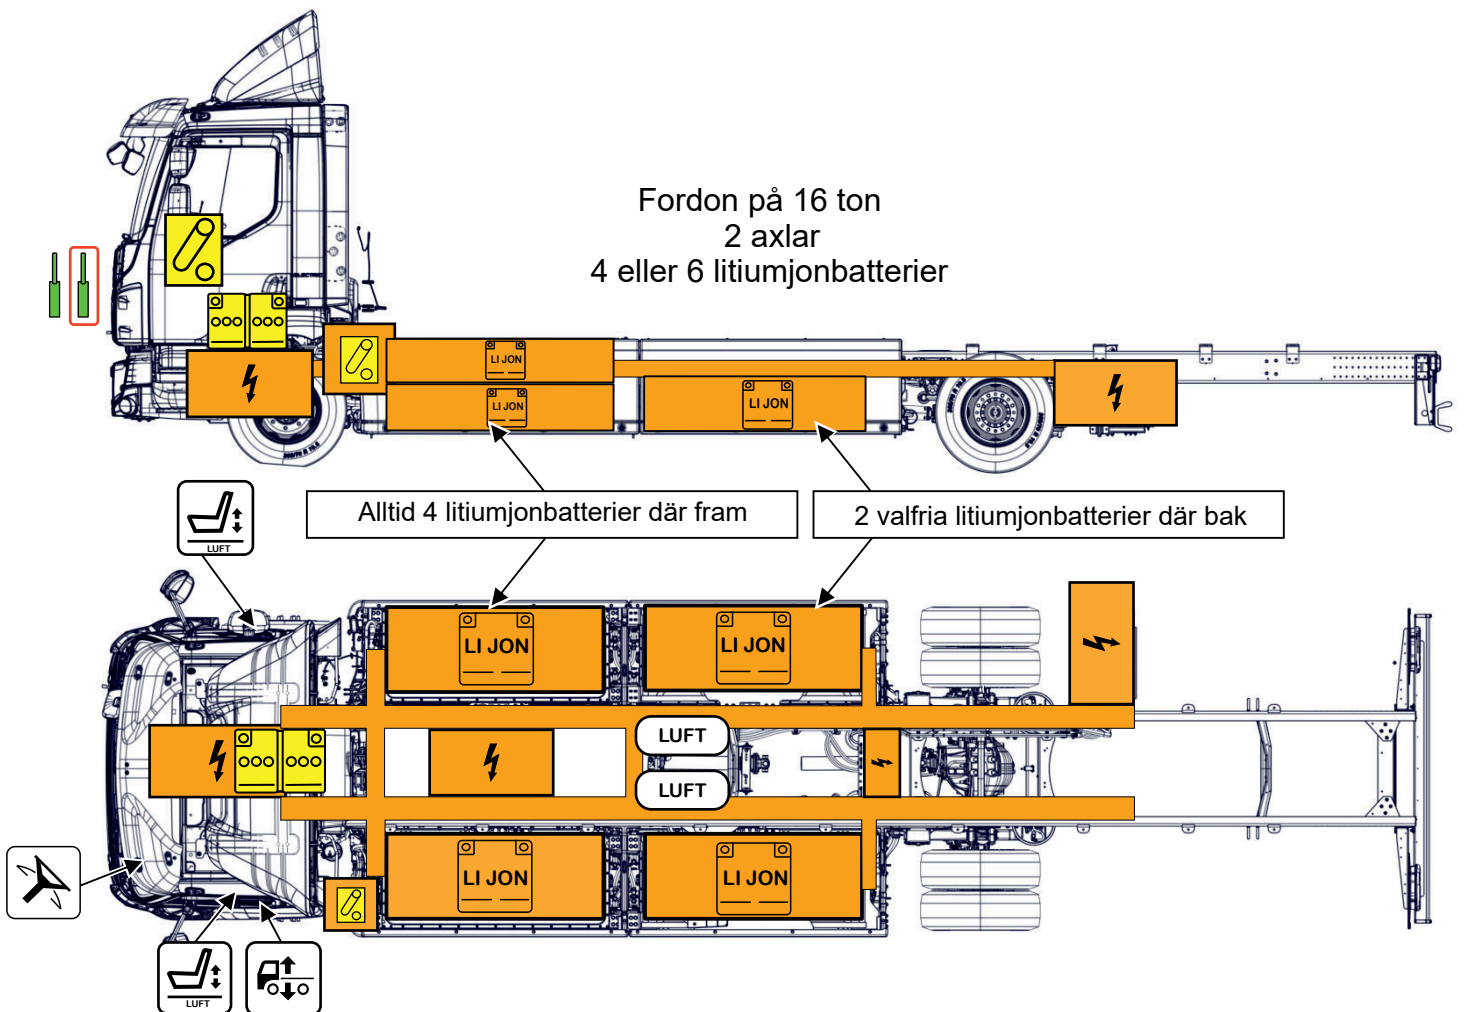 Fordon på 16 ton
2 axlar
4 eller 6 litiumjonbatterier
LI JON
LI JON
LI JON
Alltid 4 litiumjonbatterier där fram
2 valfria litiumjonbatterier där bak
LUFT
LI JON
LI JON
LUFT
LUFT
LI JON
LI JON
LUFT